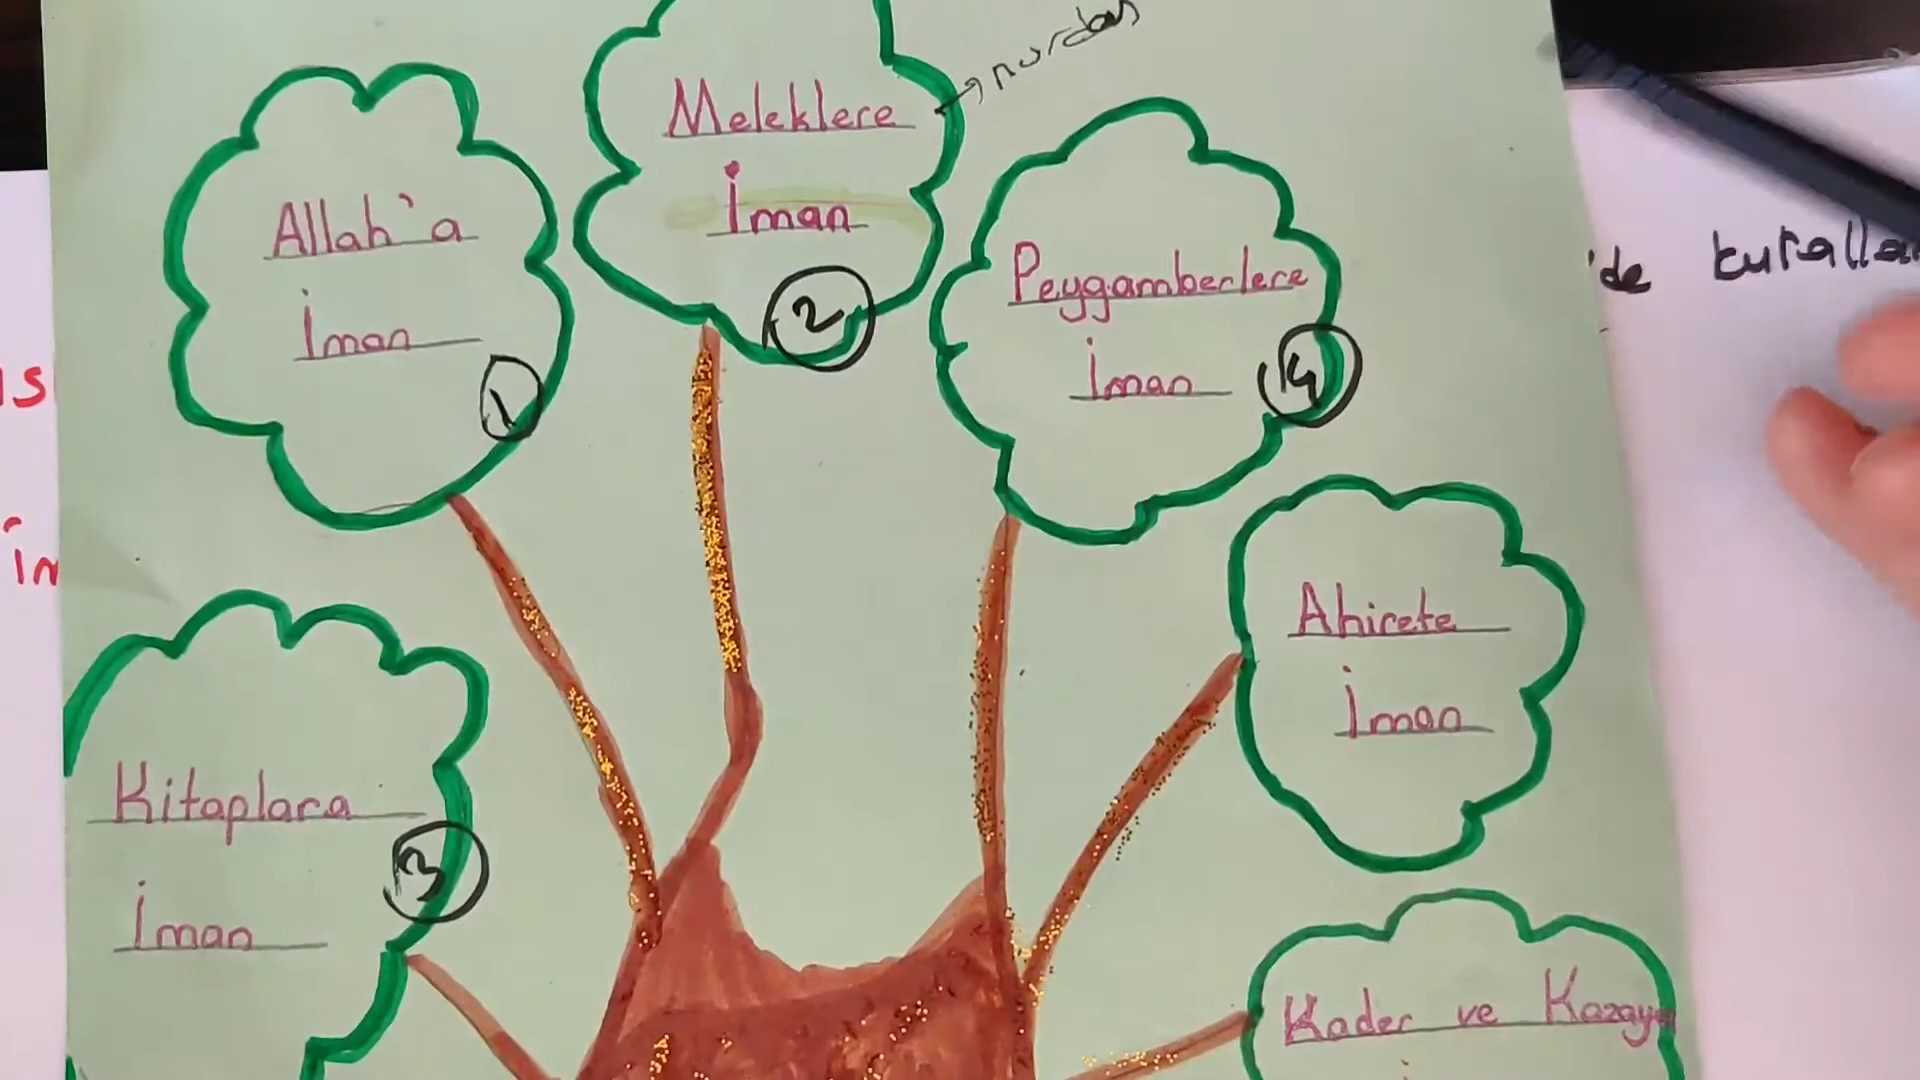 → nurdan
Meleklere
İman
2
Allah'a
İman
1
Peygamberlere
İman
4
'de kuralla
Ahirete
İman
Kitaplara
İman
3
Kader ve Kazaya